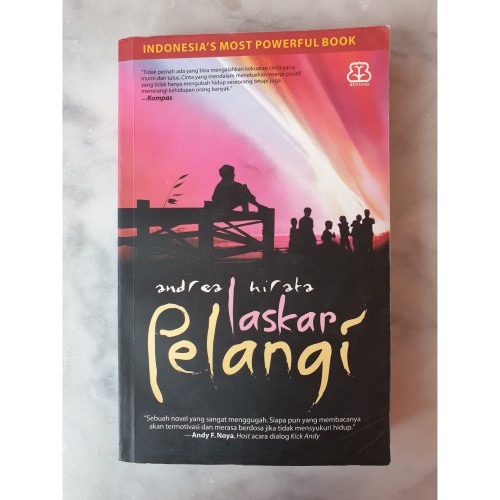 INDONESIA'S MOST POWERFUL BOOK
"Tidak pernah ada yang bisa mengalahkan kekuatan cinta yang
murni dan tulus. Cinta yang mendalam menebarkan energi positif
yang tidak hanya mengubah hidup seseorang, tetapi juga
menerangi kehidupan orang banyak."
—Kompas
BENTANG
andrea hirata
laskar
Pelangi
"Sebuah novel yang sangat menggugah. Siapa pun yang membacanya
akan termotivasi dan merasa berdosa jika tidak mensyukuri hidup."
—Andy F. Noya, Host acara dialog Kick Andy